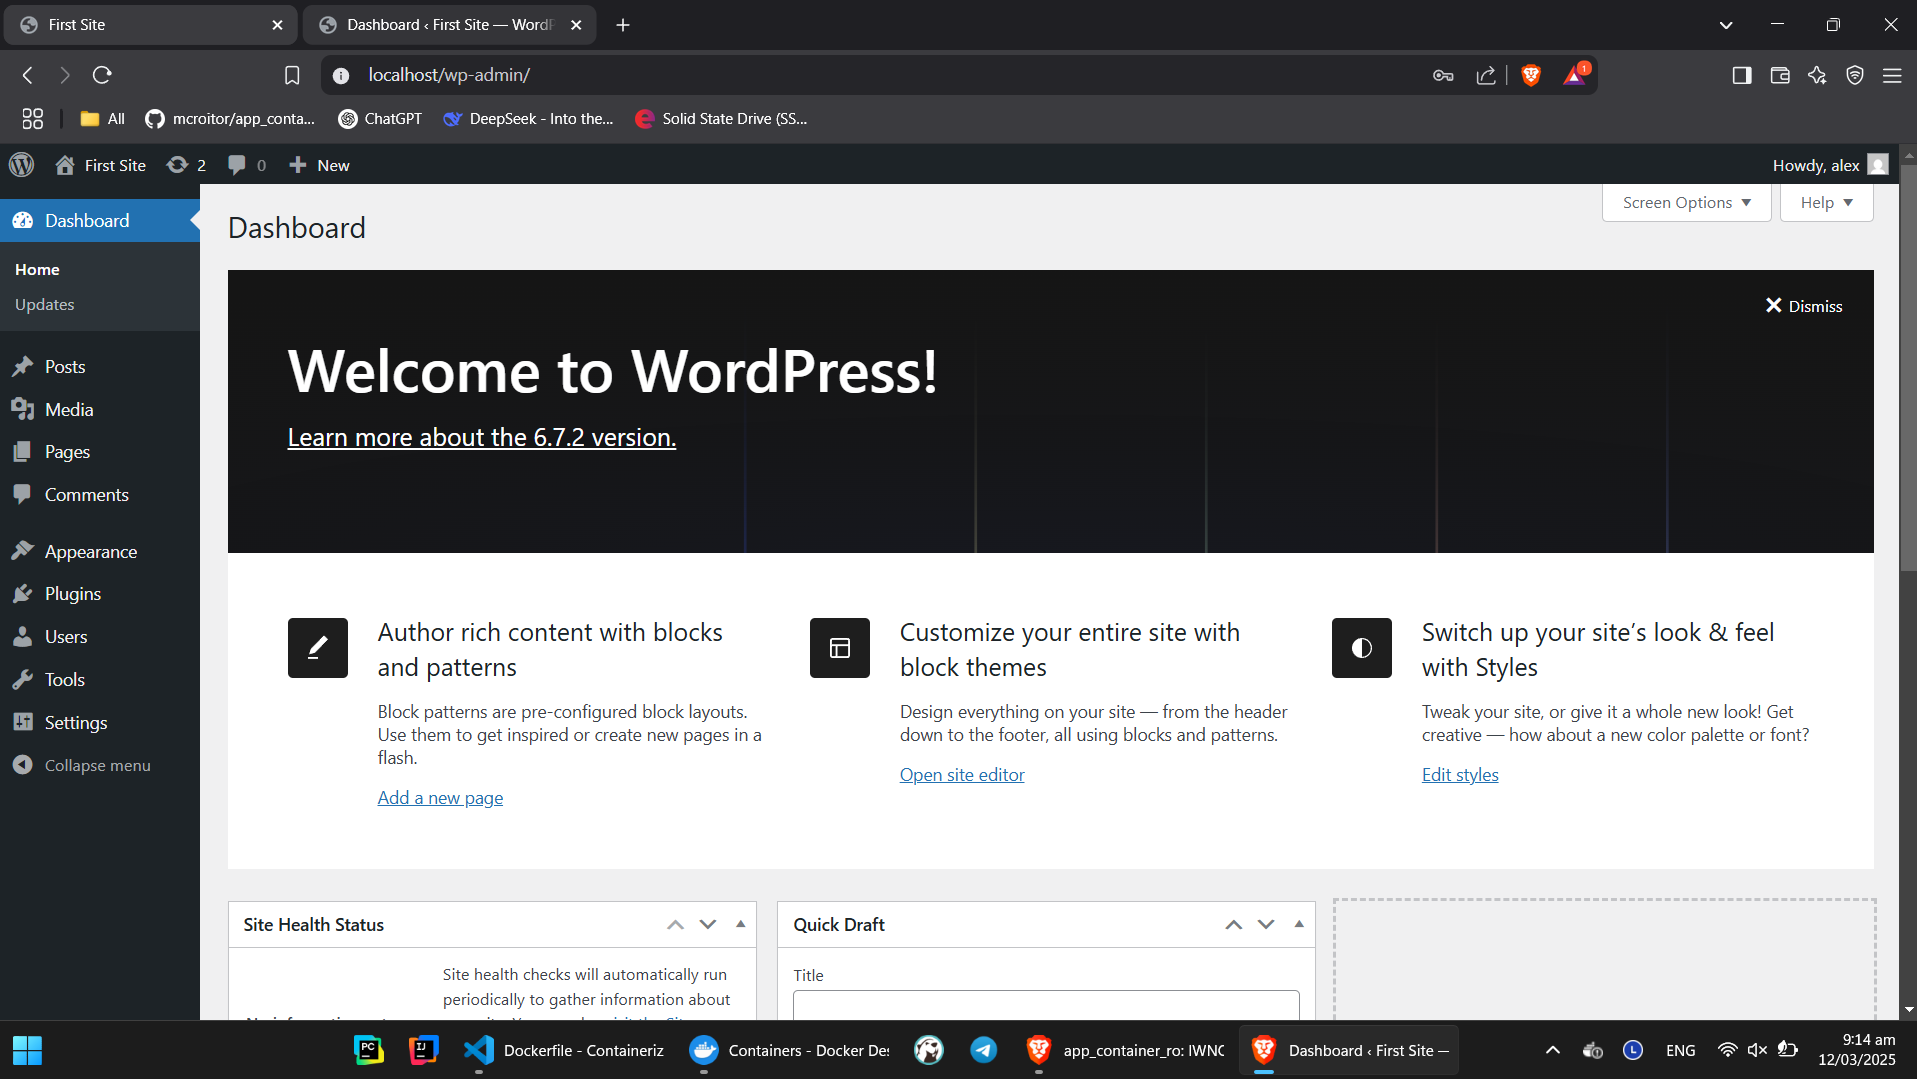 First Site
Dashboard ‹ First Site — WordP
localhost/wp-admin/
1
All
mcroitor/app_conta...
ChatGPT
DeepSeek - Into the...
Solid State Drive (SS...
First Site
2
0
New
Howdy, alex
Dashboard
Home
Updates
Posts
Media
Pages
Comments
Appearance
Plugins
Users
Tools
Settings
Collapse menu
Screen Options
Help
Dashboard
Dismiss
Welcome to WordPress!
Learn more about the 6.7.2 version.
Author rich content with blocks
and patterns
Block patterns are pre-configured block layouts.
Use them to get inspired or create new pages in a
flash.
Add a new page
Customize your entire site with
block themes
Design everything on your site — from the header
down to the footer, all using blocks and patterns.
Open site editor
Switch up your site’s look & feel
with Styles
Tweak your site, or give it a whole new look! Get
creative — how about a new color palette or font?
Edit styles
Site Health Status
Site health checks will automatically run
periodically to gather information about
Quick Draft
Title
PC
IJ
Dockerfile - Containeriz
Containers - Docker Des
app_container_ro: IWNO
Dashboard ‹ First Site —
L
ENG
9:14 am
12/03/2025